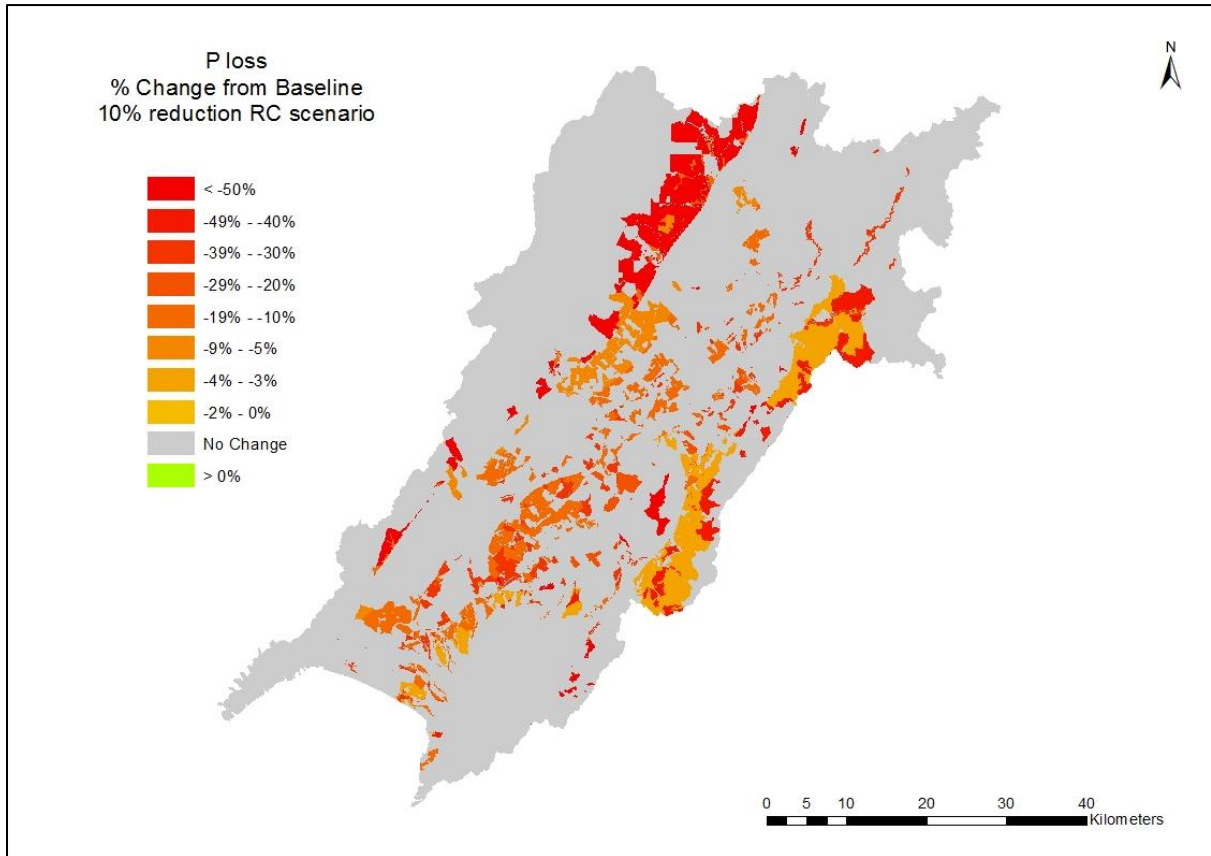 P loss
% Change from Baseline
10% reduction RC scenario
N
< -50%
-49% - -40%
-39% - -30%
-29% - -20%
-19% - -10%
-9% - -5%
-4% - -3%
-2% - 0%
No Change
> 0%
0 5 10 20 30 40
Kilometers